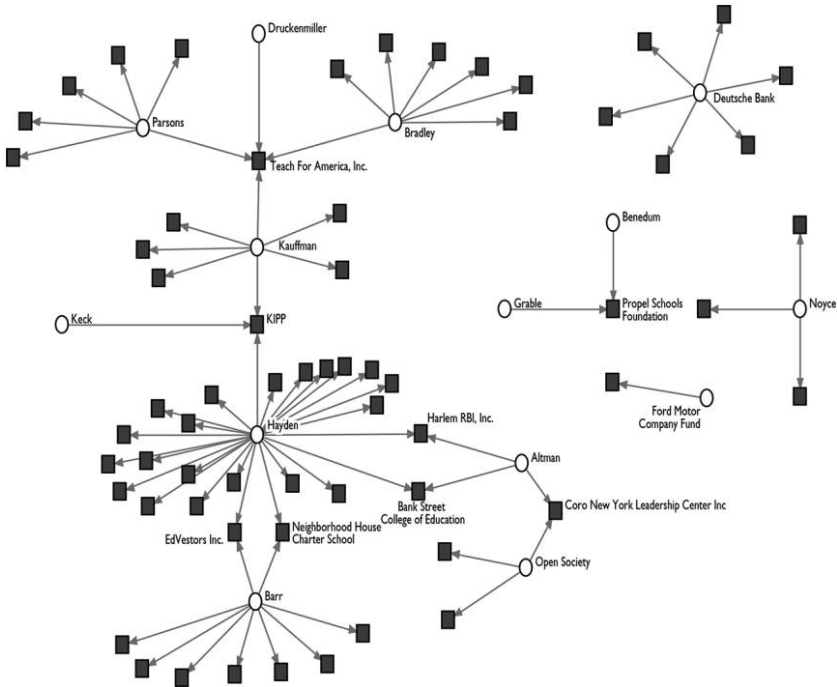 Druckenmiller
Parsons
Bradley
Deutsche Bank
Teach For America, Inc.
Kauffman
Benedum
Keck
KIPP
Grable
Propel Schools
Foundation
Noyce
Ford Motor
Company Fund
Hayden
Harlem RBI, Inc.
Altman
Bank Street
College of Education
Coro New York Leadership Center Inc
EdVestors Inc.
Neighborhood House
Charter School
Open Society
Barr